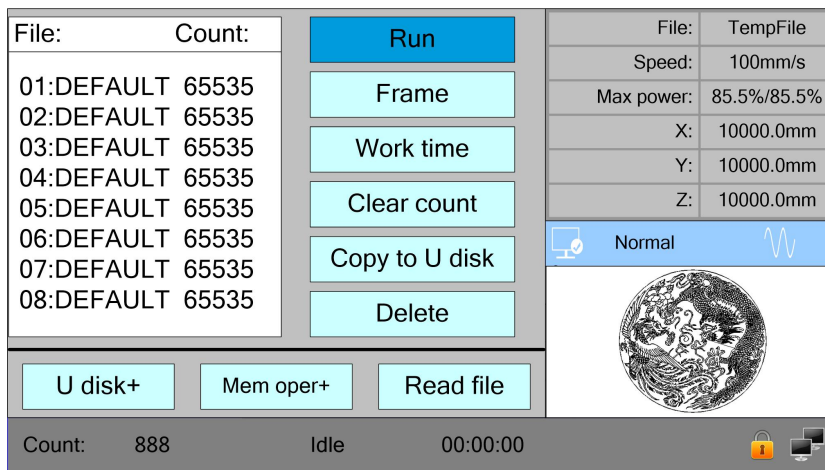 File: Count:
01:DEFAULT 65535
02:DEFAULT 65535
03:DEFAULT 65535
04:DEFAULT 65535
05:DEFAULT 65535
06:DEFAULT 65535
07:DEFAULT 65535
08:DEFAULT 65535
Run
Frame
Work time
Clear count
Copy to U disk
Delete
U disk+ Mem oper+ Read file
File: TempFile
Speed: 100mm/s
Max power: 85.5%/85.5%
X: 10000.0mm
Y: 10000.0mm
Z: 10000.0mm
Normal
Count: 888 Idle 00:00:00